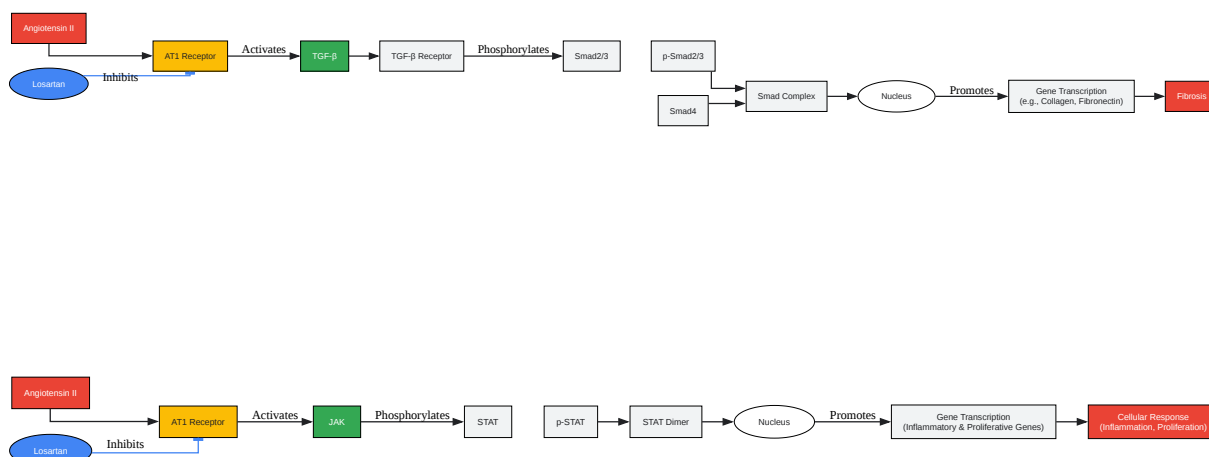 Angiotensin II
AT1 Receptor
Activates
TGF-β
TGF-β Receptor
Phosphorylates
Smad2/3
p-Smad2/3
Losartan
Inhibits
Smad4
Smad Complex
Nucleus
Promotes
Gene Transcription
(e.g., Collagen, Fibronectin)
Fibrosis
Angiotensin II
AT1 Receptor
Activates
JAK
Phosphorylates
STAT
p-STAT
STAT Dimer
Nucleus
Promotes
Gene Transcription
(Inflammatory & Proliferative Genes)
Cellular Response
(Inflammation, Proliferation)
Losartan
Inhibits